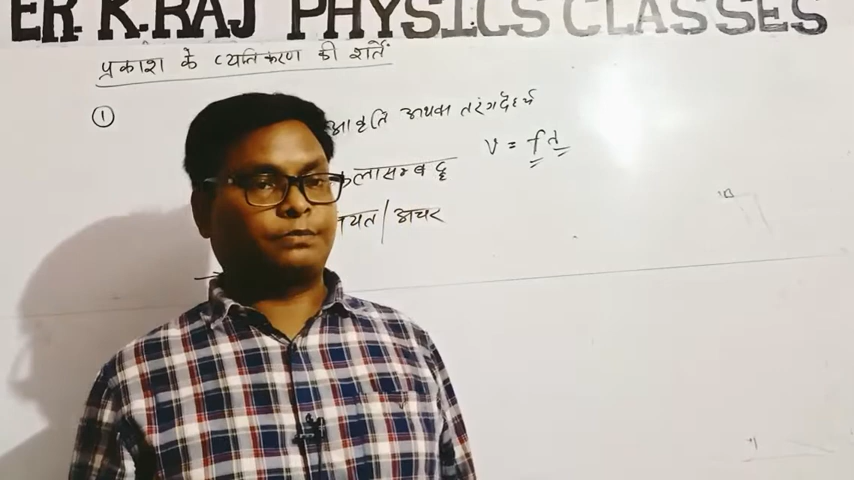 ER. K.RAJ PHYSICS CLASSES
प्रकाश के व्यतिकरण की शर्तें
① आवृति अथवा तरंगदैर्ध्य
V = fλ
कलासम्बद्ध
नियत/अचर